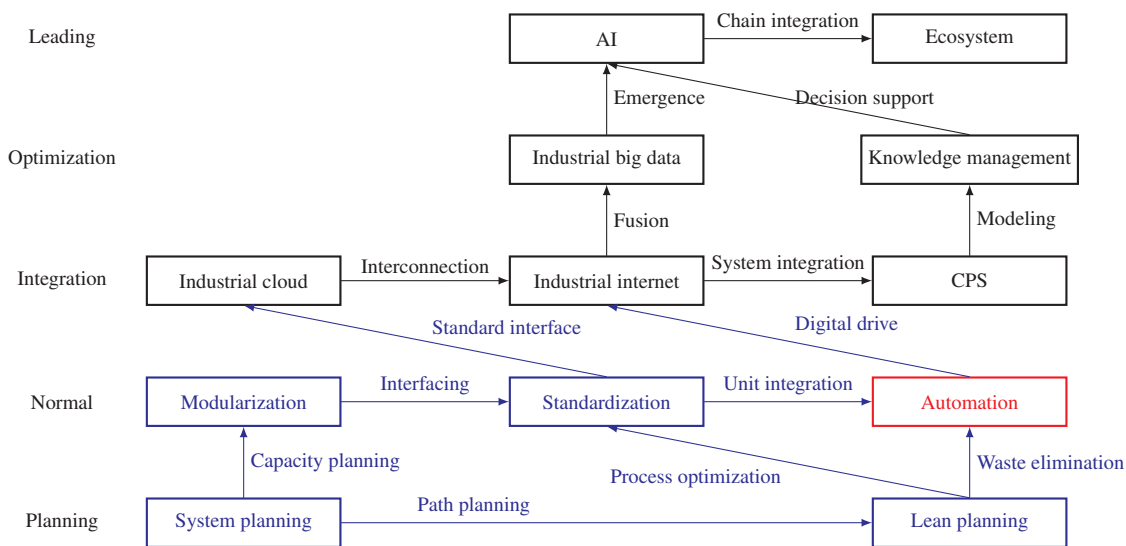 Leading
AI
Chain integration
Ecosystem
Emergence
Decision support
Optimization
Industrial big data
Knowledge management
Fusion
Modeling
Integration
Industrial cloud
Interconnection
Industrial internet
System integration
CPS
Standard interface
Digital drive
Normal
Modularization
Interfacing
Standardization
Unit integration
Automation
Capacity planning
Process optimization
Waste elimination
Planning
System planning
Path planning
Lean planning